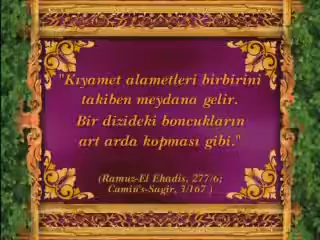 "Kıyamet alametleri birbirini
takiben meydana gelir.
Bir dizideki boncukların
art arda kopması gibi."
(Ramuz-El Ehadis, 277/6;
Camiü's-Sagir, 3/167 )